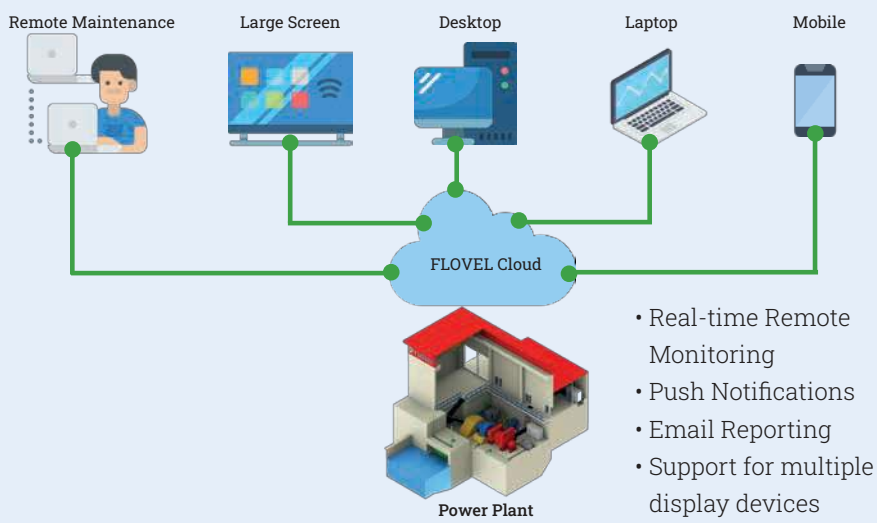 Remote Maintenance
Large Screen
Desktop
Laptop
Mobile
FLOVEL Cloud
• Real-time Remote
Monitoring
• Push Notifications
• Email Reporting
• Support for multiple
display devices
Power Plant